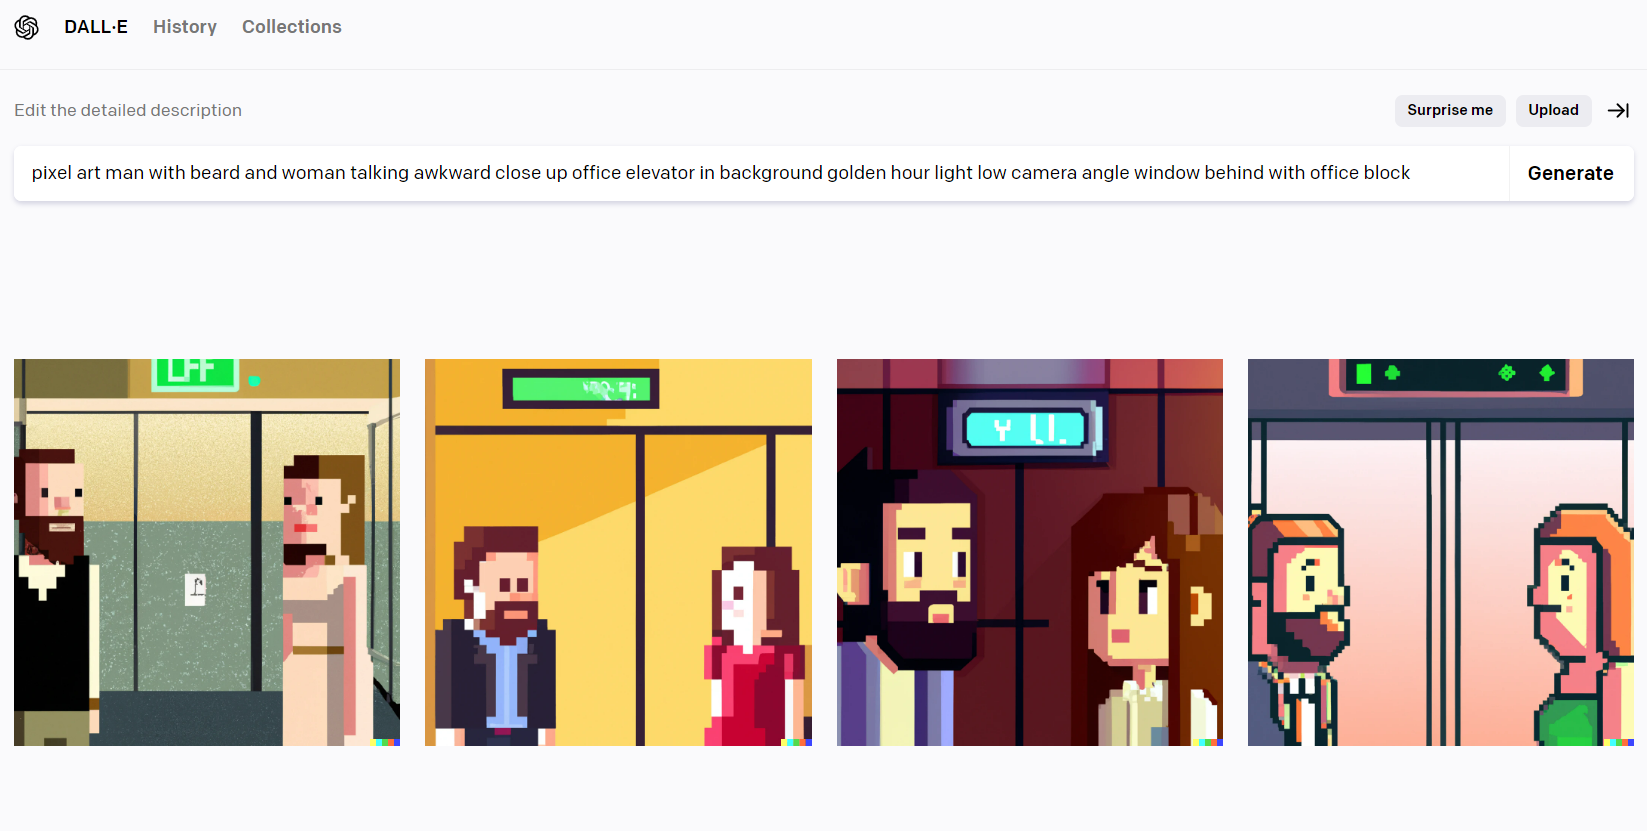 DALL·E History Collections
Edit the detailed description
Surprise me Upload
pixel art man with beard and woman talking awkward close up office elevator in background golden hour light low camera angle window behind with office block
Generate